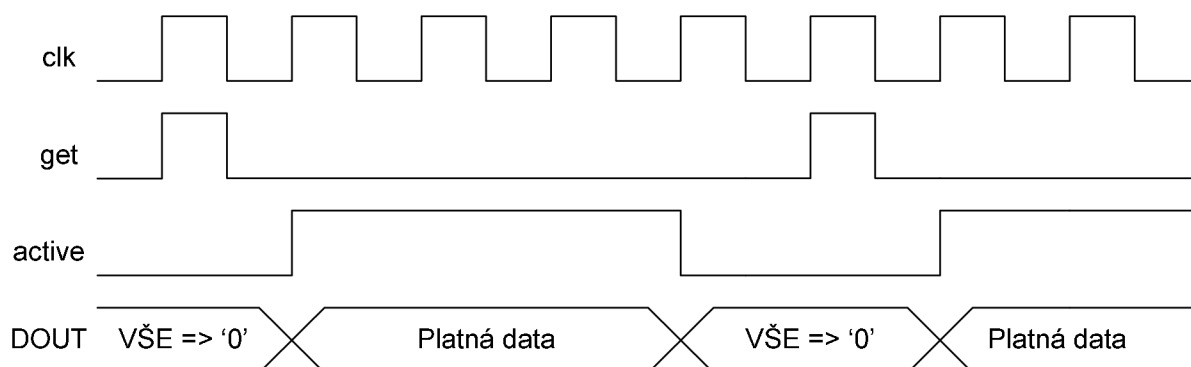 clk
get
active
DOUT VŠE => ‘0’ Platná data VŠE => ‘0’ Platná data